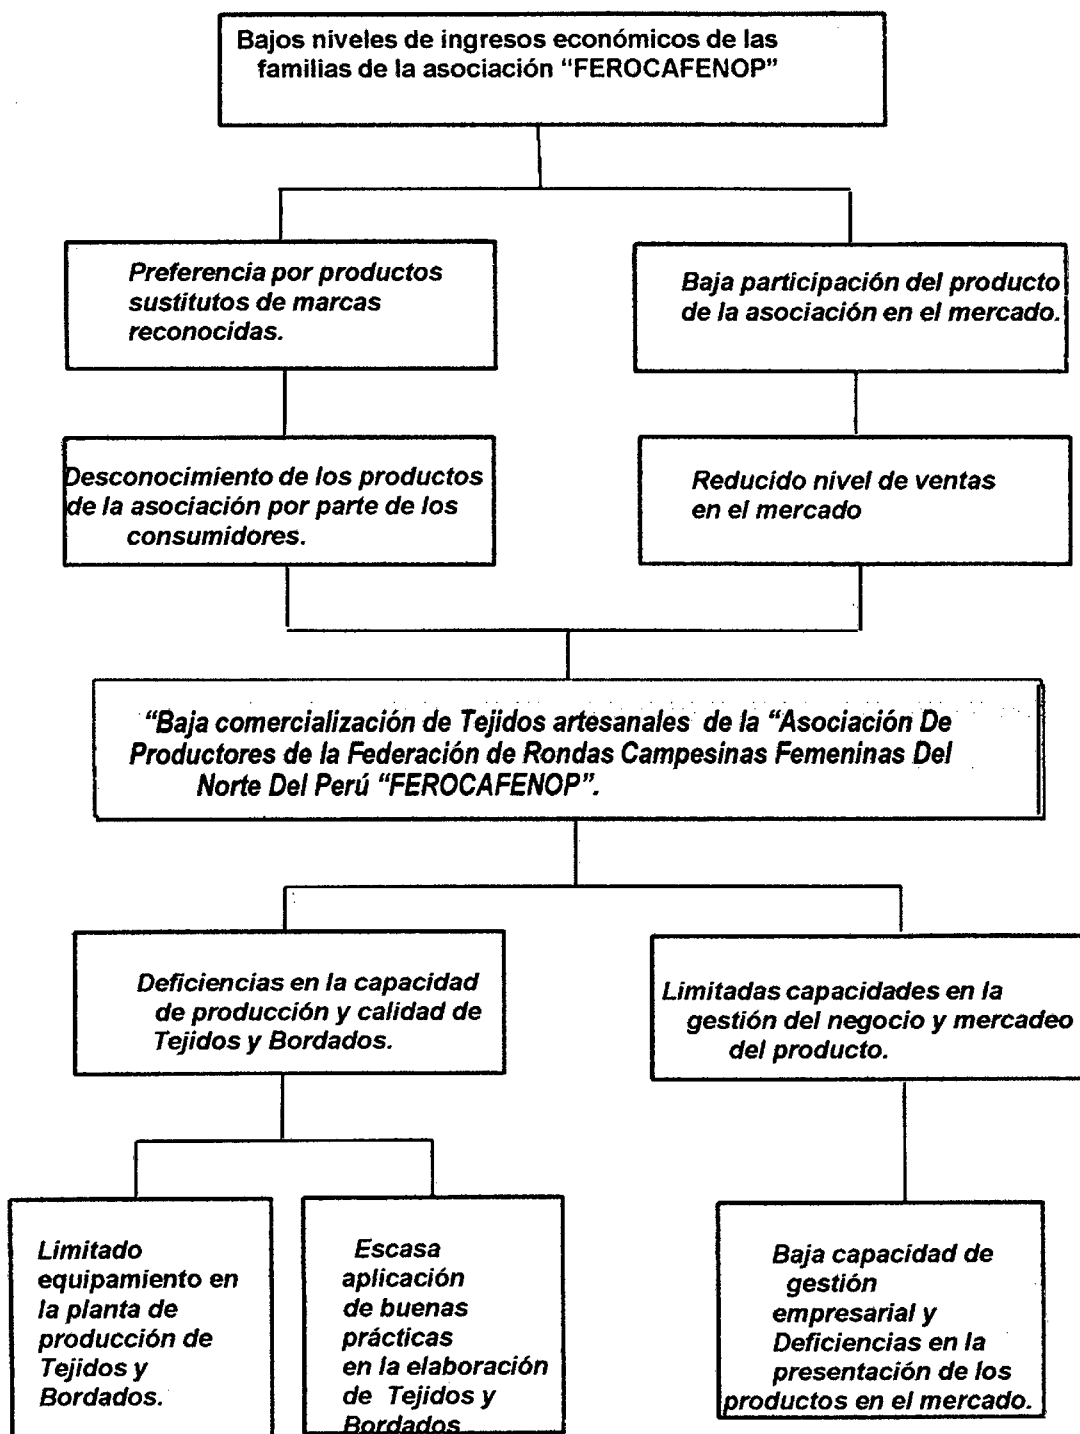 Bajos niveles de ingresos económicos de las
familias de la asociación “FEROCAFENOP”
Preferencia por productos
sustitutos de marcas
reconocidas.
Baja participación del producto
de la asociación en el mercado.
Desconocimiento de los productos
de la asociación por parte de los
consumidores.
Reducido nivel de ventas
en el mercado
“Baja comercialización de Tejidos artesanales de la “Asociación De
Productores de la Federación de Rondas Campesinas Femeninas Del
Norte Del Perú “FEROCAFENOP”.
Deficiencias en la capacidad
de producción y calidad de
Tejidos y Bordados.
Limitadas capacidades en la
gestión del negocio y mercadeo
del producto.
Limitado
equipamiento en
la planta de
producción de
Tejidos y
Bordados.
Escasa
aplicación
de buenas
prácticas
en la elaboración
de Tejidos y
Bordados
Baja capacidad de
gestión
empresarial y
Deficiencias en la
presentación de los
productos en el mercado.